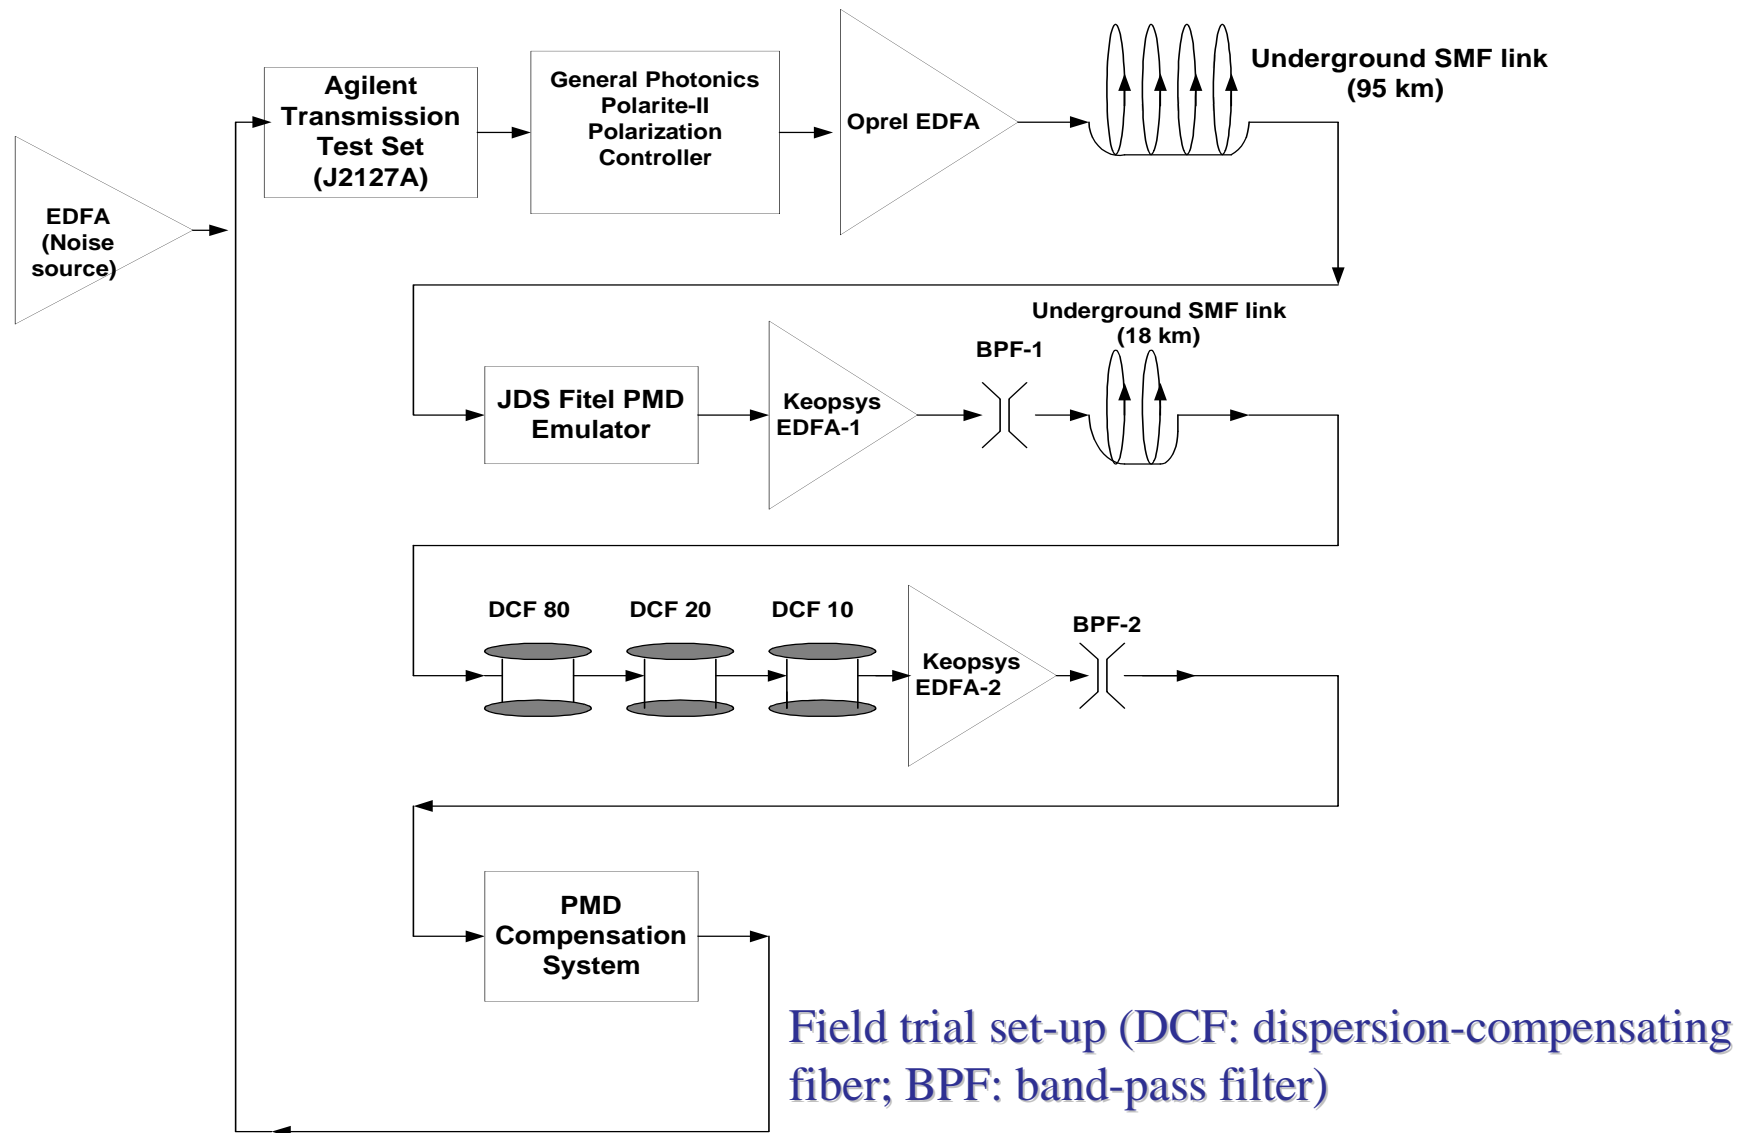 Agilent
Transmission
Test Set
(J2127A)
General Photonics
Polarite-II
Polarization
Controller
Oprel EDFA
Underground SMF link
(95 km)
EDFA
(Noise
source)
JDS Fitel PMD
Emulator
Keopsys
EDFA-1
BPF-1
Underground SMF link
(18 km)
DCF 80
DCF 20
DCF 10
Keopsys
EDFA-2
BPF-2
PMD
Compensation
System
Field trial set-up (DCF: dispersion-compensating
fiber; BPF: band-pass filter)